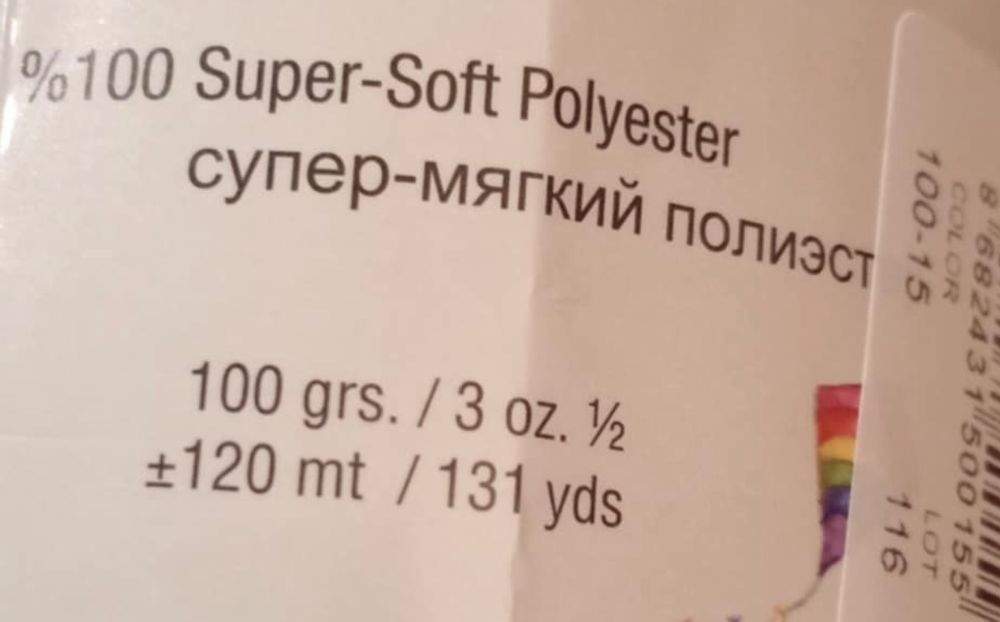 %100 Super-Soft Polyester
супер-мягкий полиэст
100 grs. / 3 oz. ½
±120 mt / 131 yds
100-15
COLOR
116
LOT